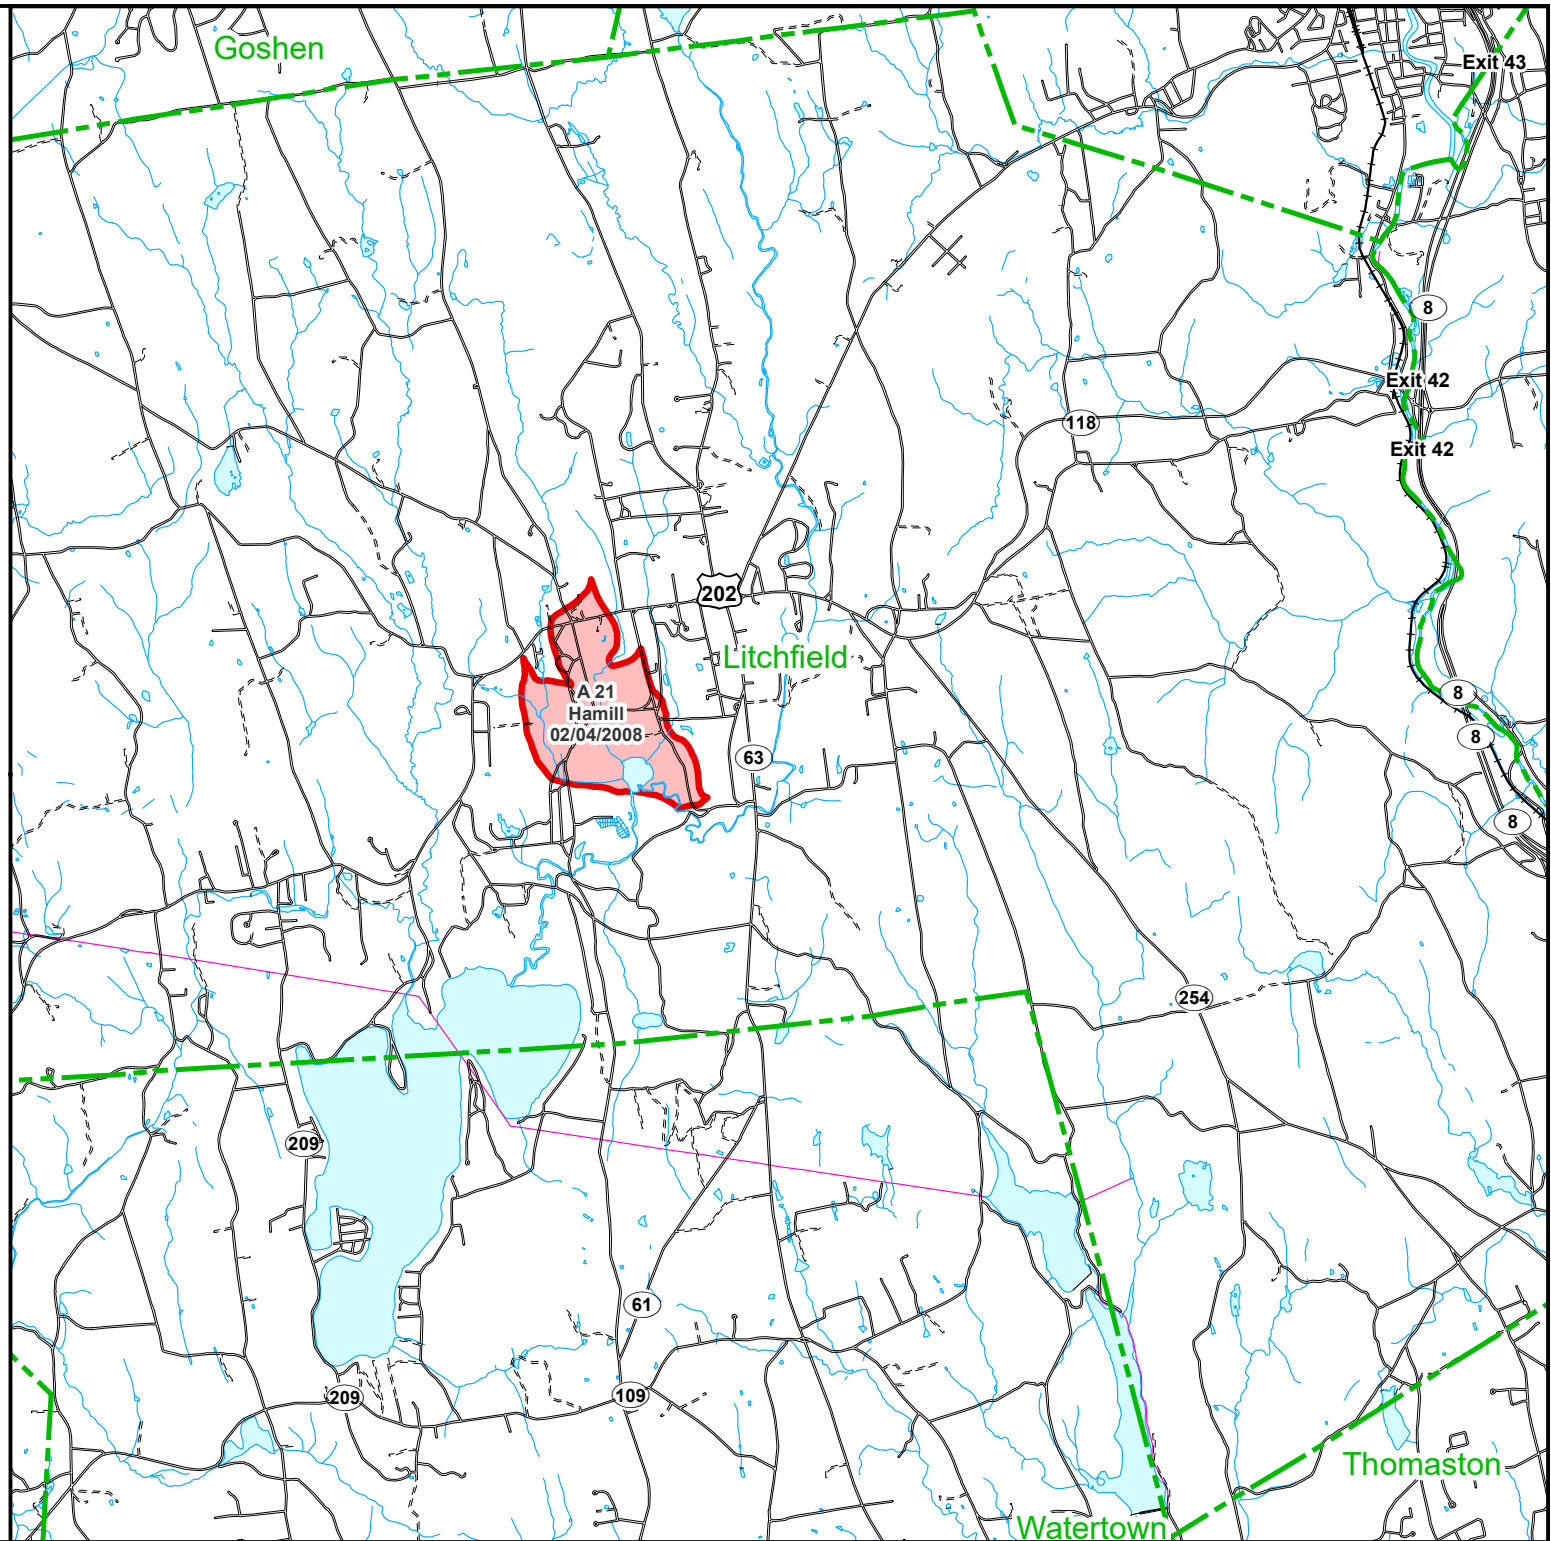 Goshen
Exit 43
8
Exit 42
118
Exit 42
202
Litchfield
A 21
Hamill
02/04/2008
8
8
63
8
254
209
61
209
109
Thomaston
Watertown